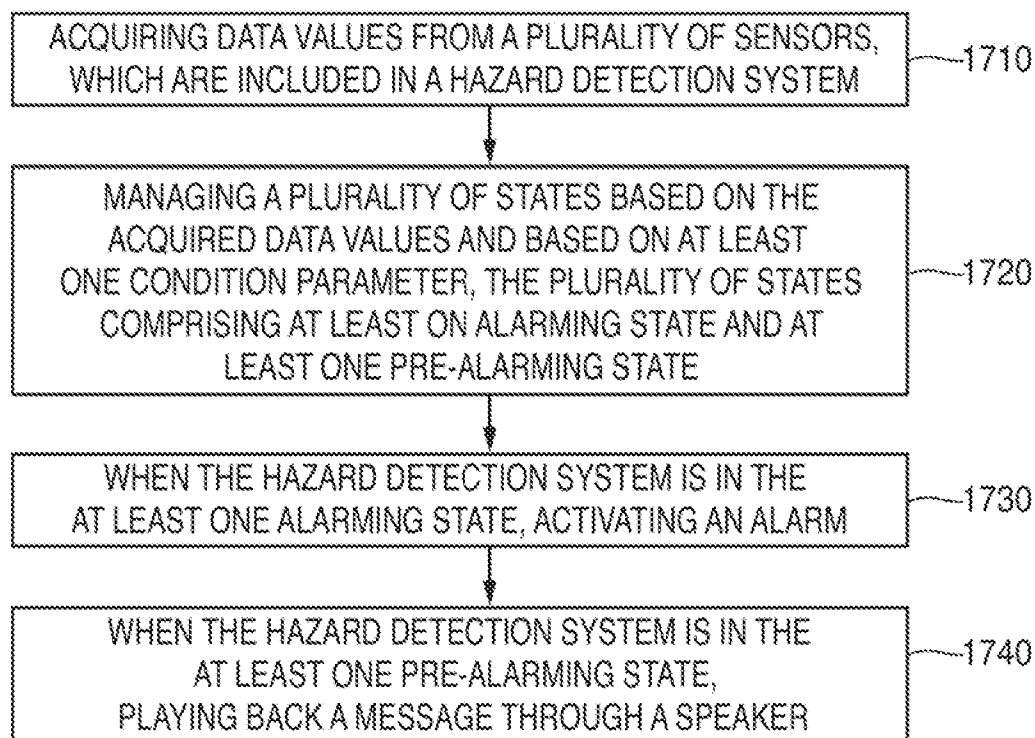 ACQUIRING DATA VALUES FROM A PLURALITY OF SENSORS,
WHICH ARE INCLUDED IN A HAZARD DETECTION SYSTEM
1710
MANAGING A PLURALITY OF STATES BASED ON THE
ACQUIRED DATA VALUES AND BASED ON AT LEAST
ONE CONDITION PARAMETER, THE PLURALITY OF STATES
COMPRISING AT LEAST ON ALARMING STATE AND AT
LEAST ONE PRE-ALARMING STATE
1720
WHEN THE HAZARD DETECTION SYSTEM IS IN THE
AT LEAST ONE ALARMING STATE, ACTIVATING AN ALARM
1730
WHEN THE HAZARD DETECTION SYSTEM IS IN THE
AT LEAST ONE PRE-ALARMING STATE,
PLAYING BACK A MESSAGE THROUGH A SPEAKER
1740